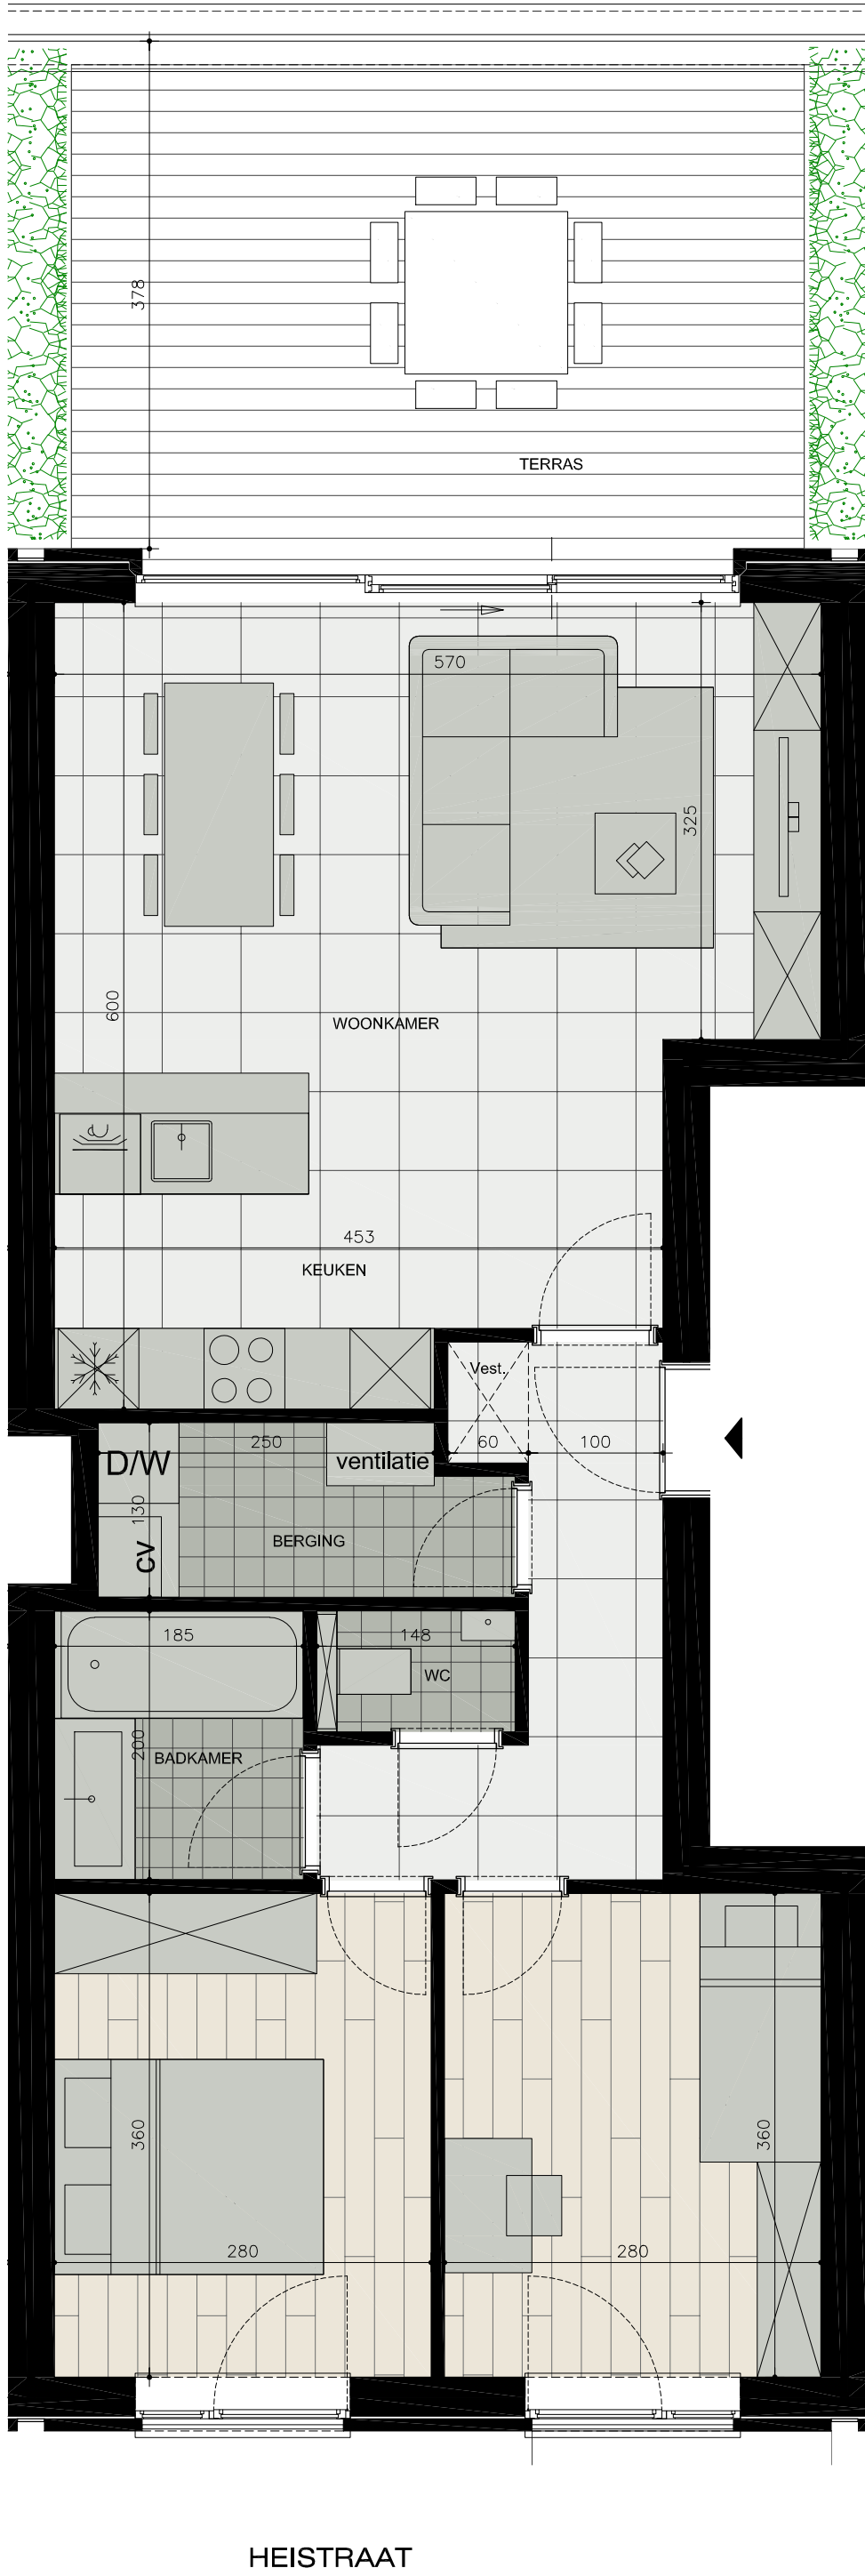 378
TERRAS
570
325
600
WOONKAMER
453
KEUKEN
Vest.
D/W
250
ventilatie
60
100
130
BERGING
CV
185
148
WC
200
BADKAMER
360
360
280
280
HEISTRAAT